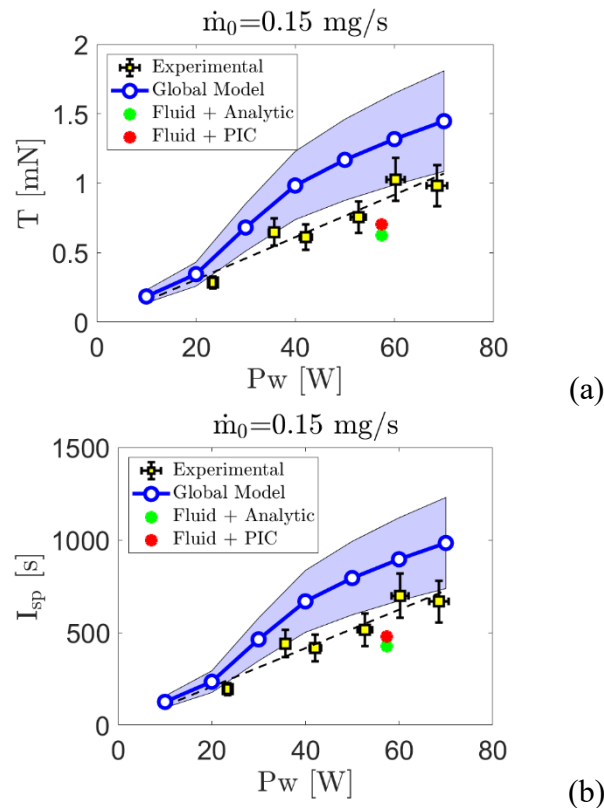 ṁ₀=0.15 mg/s
2
1.5
1
0.5
0
T [mN]
Experimental
Global Model
Fluid + Analytic
Fluid + PIC
0 20 40 60 80
Pw [W]
(a)
ṁ₀=0.15 mg/s
1500
1000
500
0
Isp [s]
Experimental
Global Model
Fluid + Analytic
Fluid + PIC
0 20 40 60 80
Pw [W]
(b)